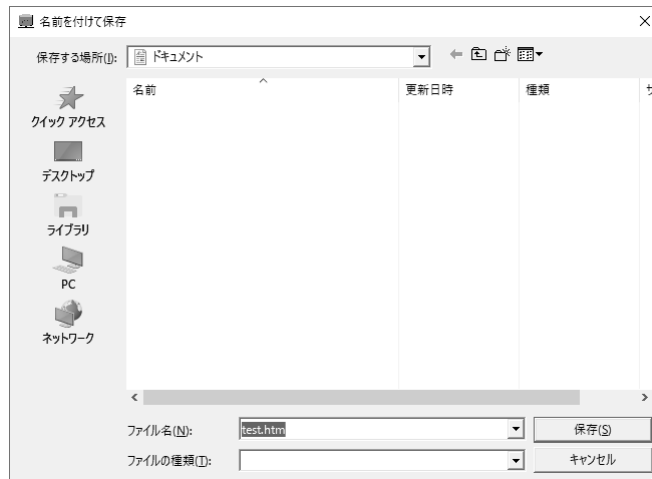 名前を付けて保存
保存する場所(I):
ドキュメント
名前
更新日時
種類
サ
クイック アクセス
デスクトップ
ライブラリ
PC
ネットワーク
ファイル名(N):
test.htm
保存(S)
ファイルの種類(T):
キャンセル